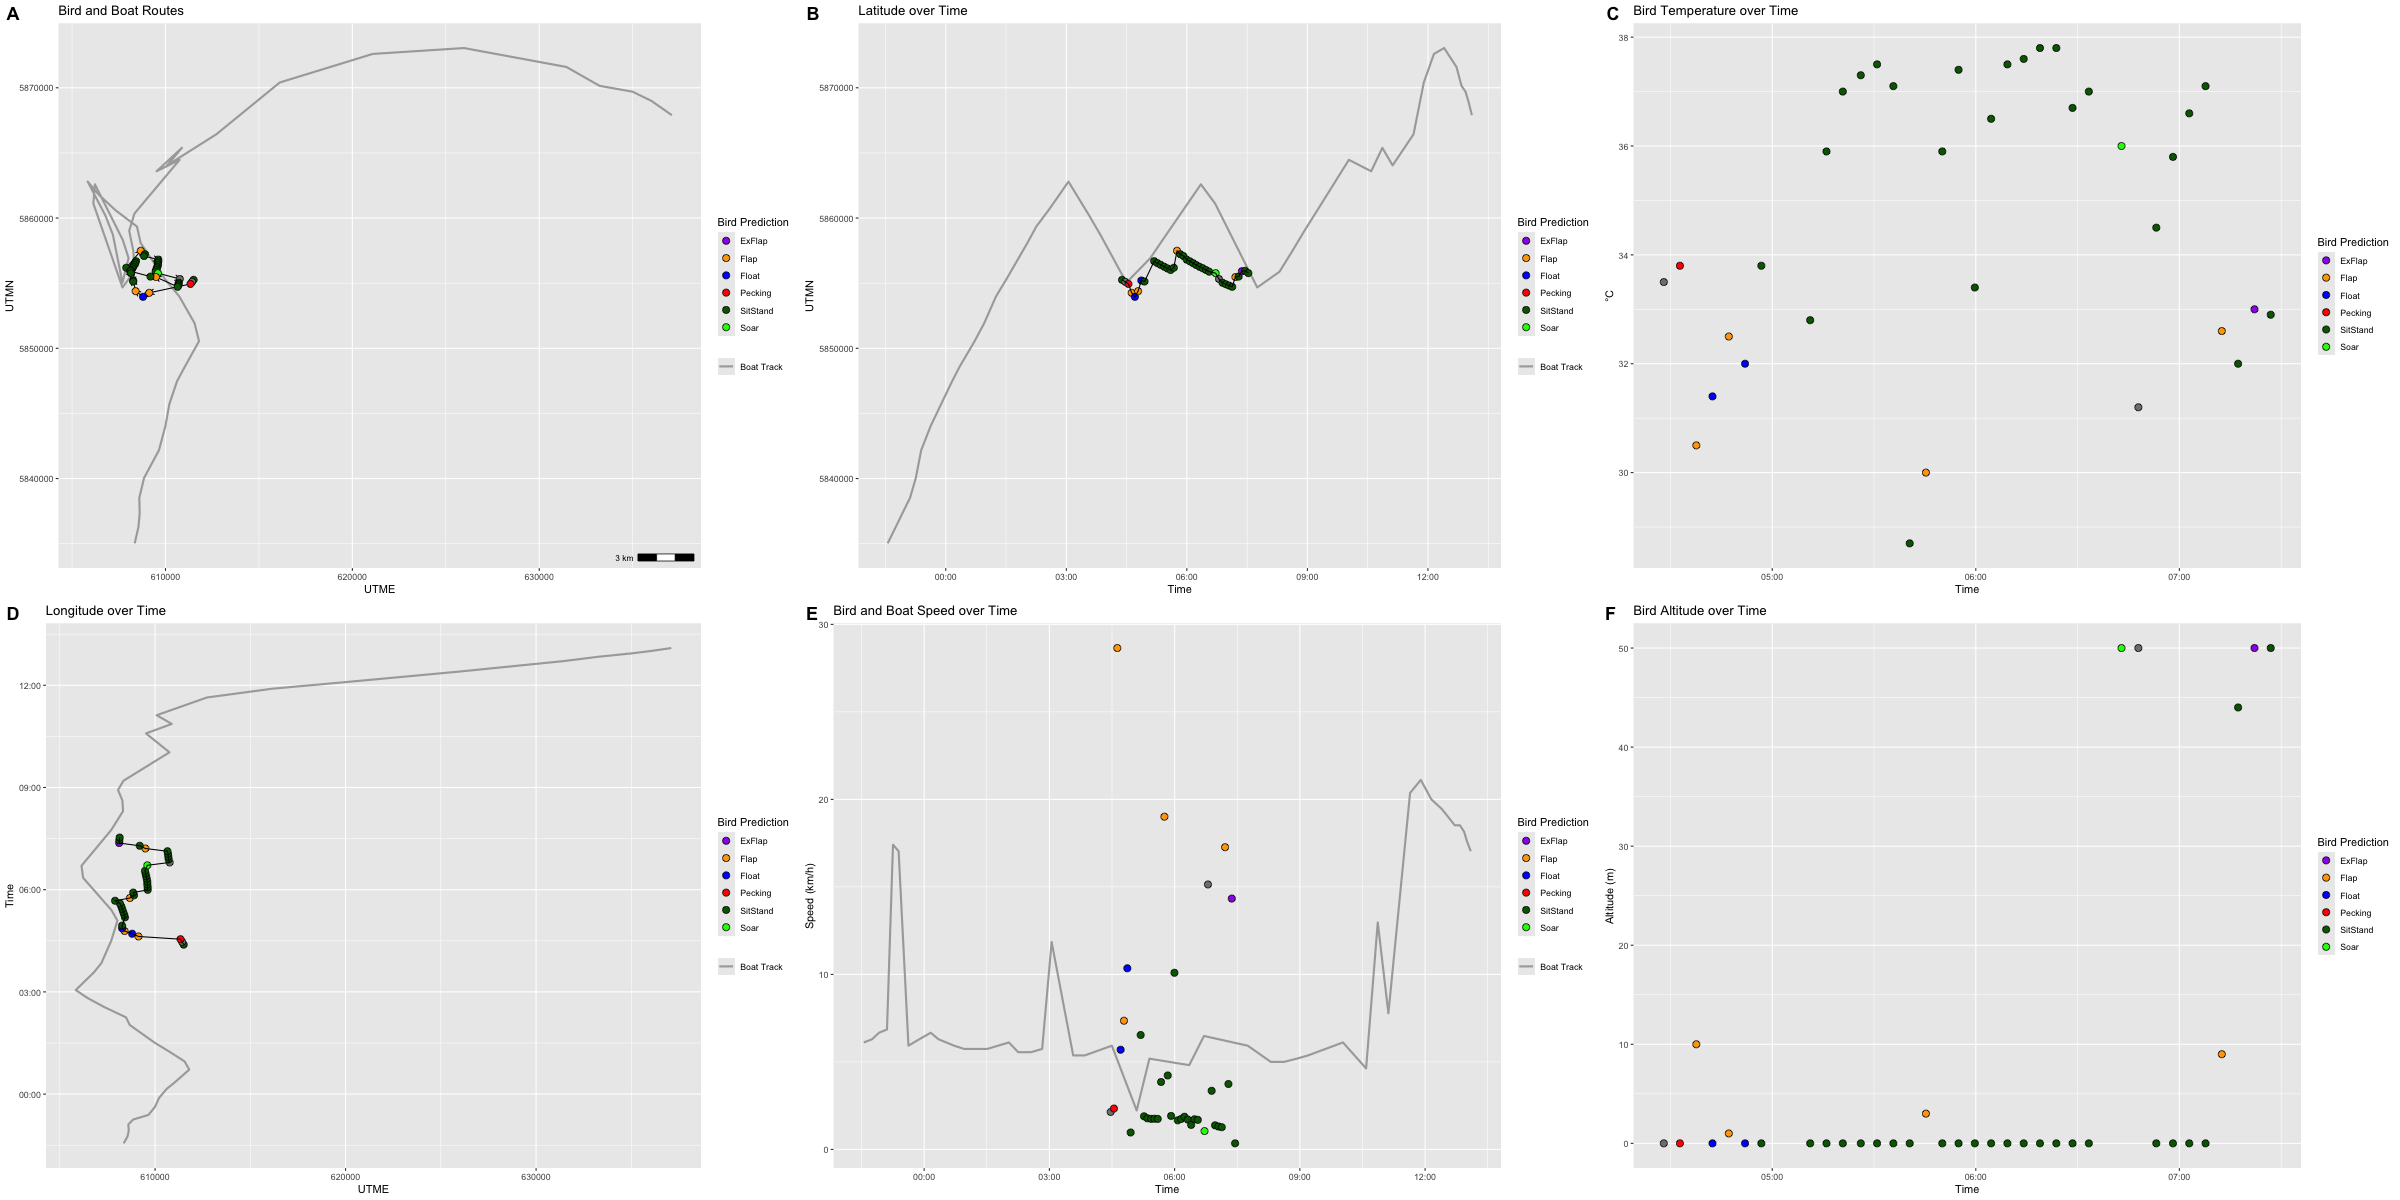 A Bird and Boat Routes
5870000
5860000
5850000
5840000
UTMN
610000
620000
630000
UTME
3 km
Bird Prediction
ExFlap
Flap
Float
Pecking
SitStand
Soar
Boat Track
B Latitude over Time
5870000
5860000
5850000
5840000
UTMN
00:00
03:00
06:00
09:00
12:00
Time
Bird Prediction
ExFlap
Flap
Float
Pecking
SitStand
Soar
Boat Track
C Bird Temperature over Time
38
36
34
32
30
°C
05:00
06:00
07:00
Time
Bird Prediction
ExFlap
Flap
Float
Pecking
SitStand
Soar
D Longitude over Time
12:00
09:00
06:00
03:00
00:00
Time
610000
620000
630000
UTME
Bird Prediction
ExFlap
Flap
Float
Pecking
SitStand
Soar
Boat Track
E Bird and Boat Speed over Time
30
20
10
0
Speed (km/h)
00:00
03:00
06:00
09:00
12:00
Time
Bird Prediction
ExFlap
Flap
Float
Pecking
SitStand
Soar
Boat Track
F Bird Altitude over Time
50
40
30
20
10
0
Altitude (m)
05:00
06:00
07:00
Time
Bird Prediction
ExFlap
Flap
Float
Pecking
SitStand
Soar